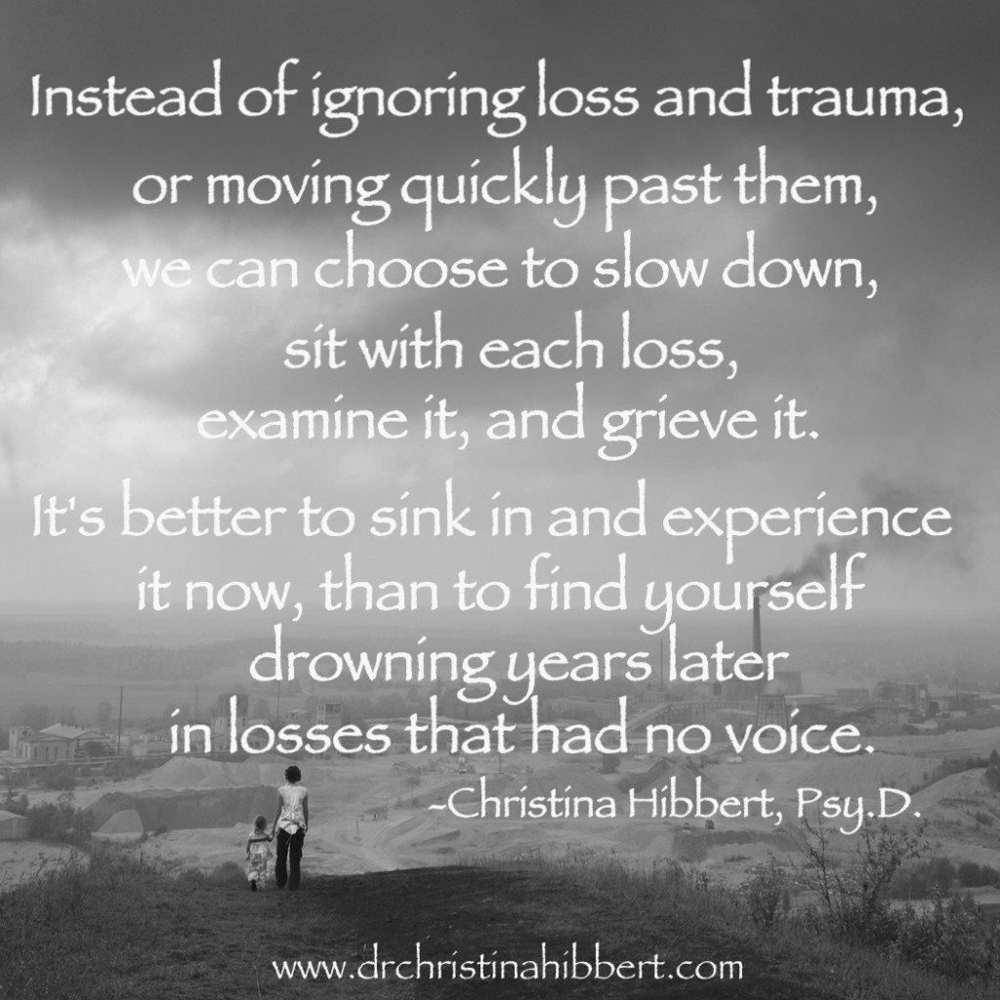 Instead of ignoring loss and trauma,
or moving quickly past them,
we can choose to slow down,
sit with each loss,
examine it, and grieve it.
It's better to sink in and experience
it now, than to find yourself
drowning years later
in losses that had no voice.
~Christina Hibbert, Psy.D.
www.drchristinahibbert.com